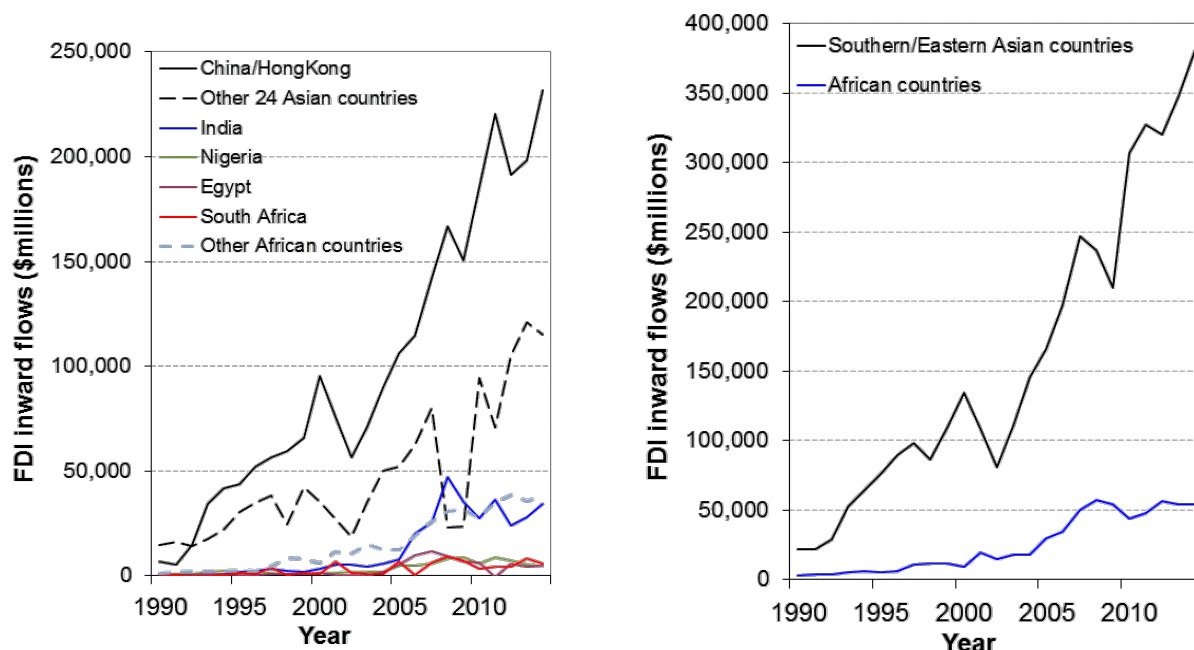 250,000
200,000
150,000
100,000
50,000
0
FDI inward flows ($millions)
China/HongKong
Other 24 Asian countries
India
Nigeria
Egypt
South Africa
Other African countries
1990 1995 2000 2005 2010
Year
400,000
350,000
300,000
250,000
200,000
150,000
100,000
50,000
0
FDI inward flows ($millions)
Southern/Eastern Asian countries
African countries
1990 1995 2000 2005 2010
Year